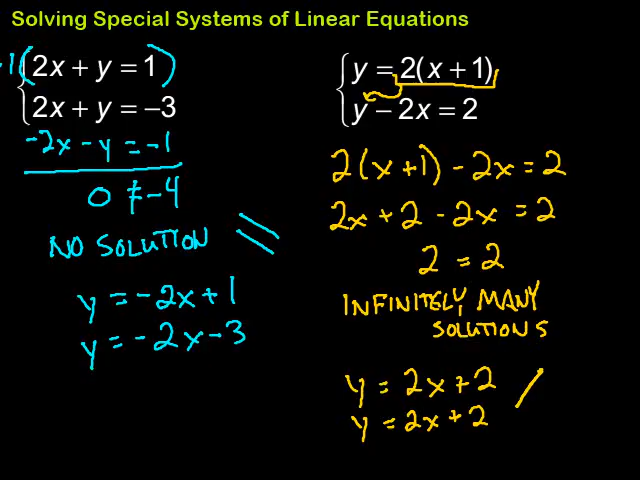 Solving Special Systems of Linear Equations
-1(2x + y = 1)
2x + y = −3
-2x - y = -1
0 ≠ -4
NO SOLUTION
y = -2x + 1
y = -2x - 3
y = 2(x + 1)
y − 2x = 2
2(x+1) - 2x = 2
2x + 2 - 2x = 2
2 = 2
INFINITELY MANY
SOLUTIONS
y = 2x + 2
y = 2x + 2